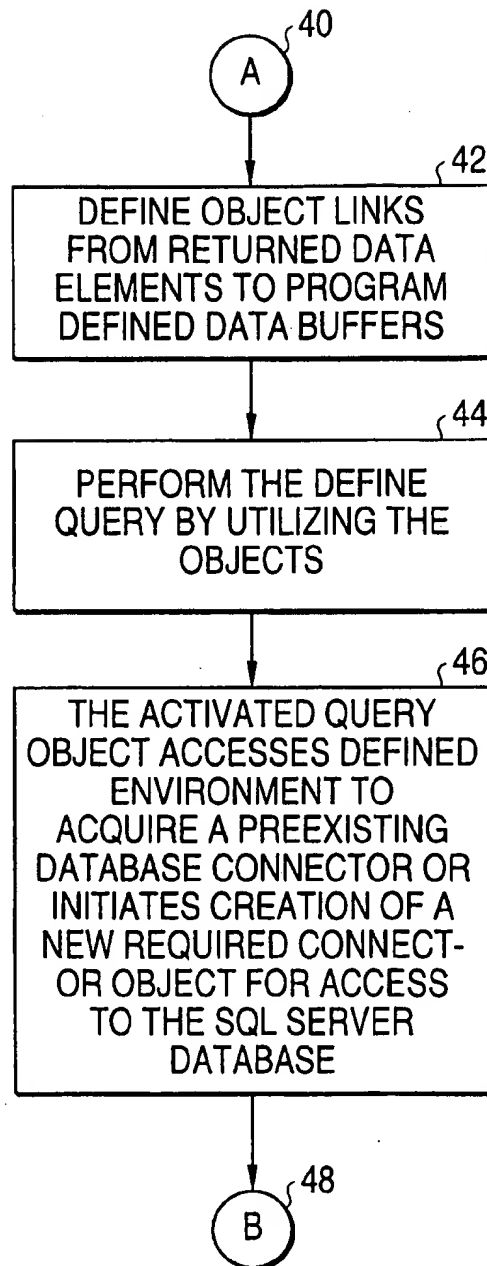 40
A
42
DEFINE OBJECT LINKS
FROM RETURNED DATA
ELEMENTS TO PROGRAM
DEFINED DATA BUFFERS
44
PERFORM THE DEFINE
QUERY BY UTILIZING THE
OBJECTS
46
THE ACTIVATED QUERY
OBJECT ACCESSES DEFINED
ENVIRONMENT TO
ACQUIRE A PREEXISTING
DATABASE CONNECTOR OR
INITIATES CREATION OF A
NEW REQUIRED CONNECT-
OR OBJECT FOR ACCESS
TO THE SQL SERVER
DATABASE
48
B